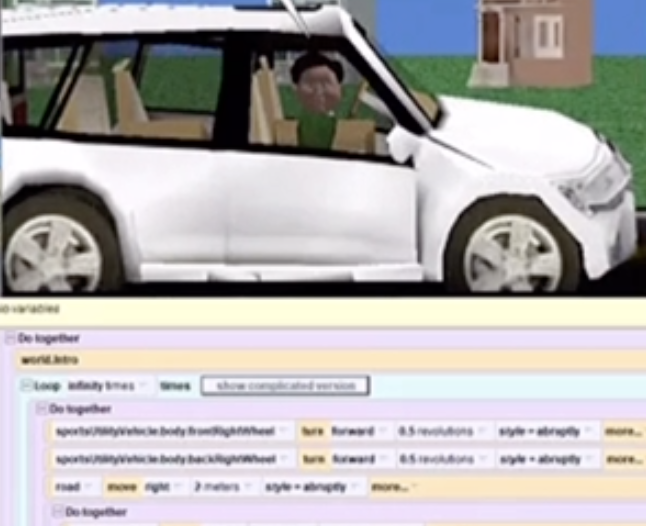 no variables
Do together
world.intro
Loop infinity times times show complicated version
Do together
sportsUtilityVehicle.body.frontRightWheel turn forward 0.5 revolutions style = abruptly more...
sportsUtilityVehicle.body.backRightWheel turn forward 0.5 revolutions style = abruptly more...
road move right 2 meters style = abruptly more...
Do together